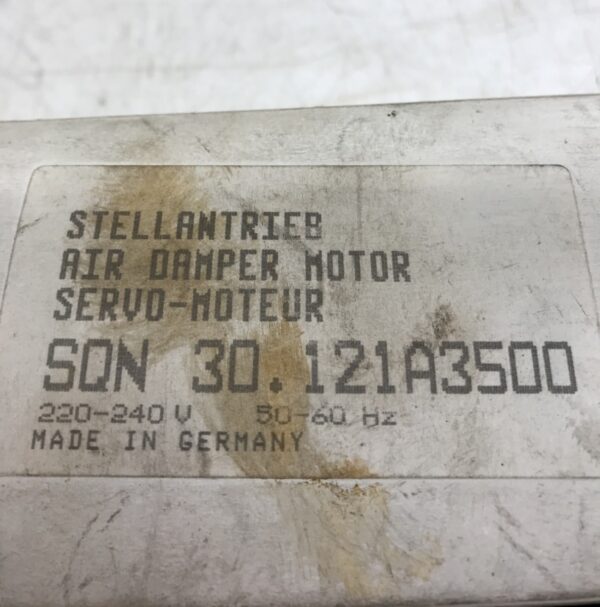 STELLANTRIEB
AIR DAMPER MOTOR
SERVO-MOTEUR
SQN 30.121A3500
220-240 V 50-60 Hz
MADE IN GERMANY